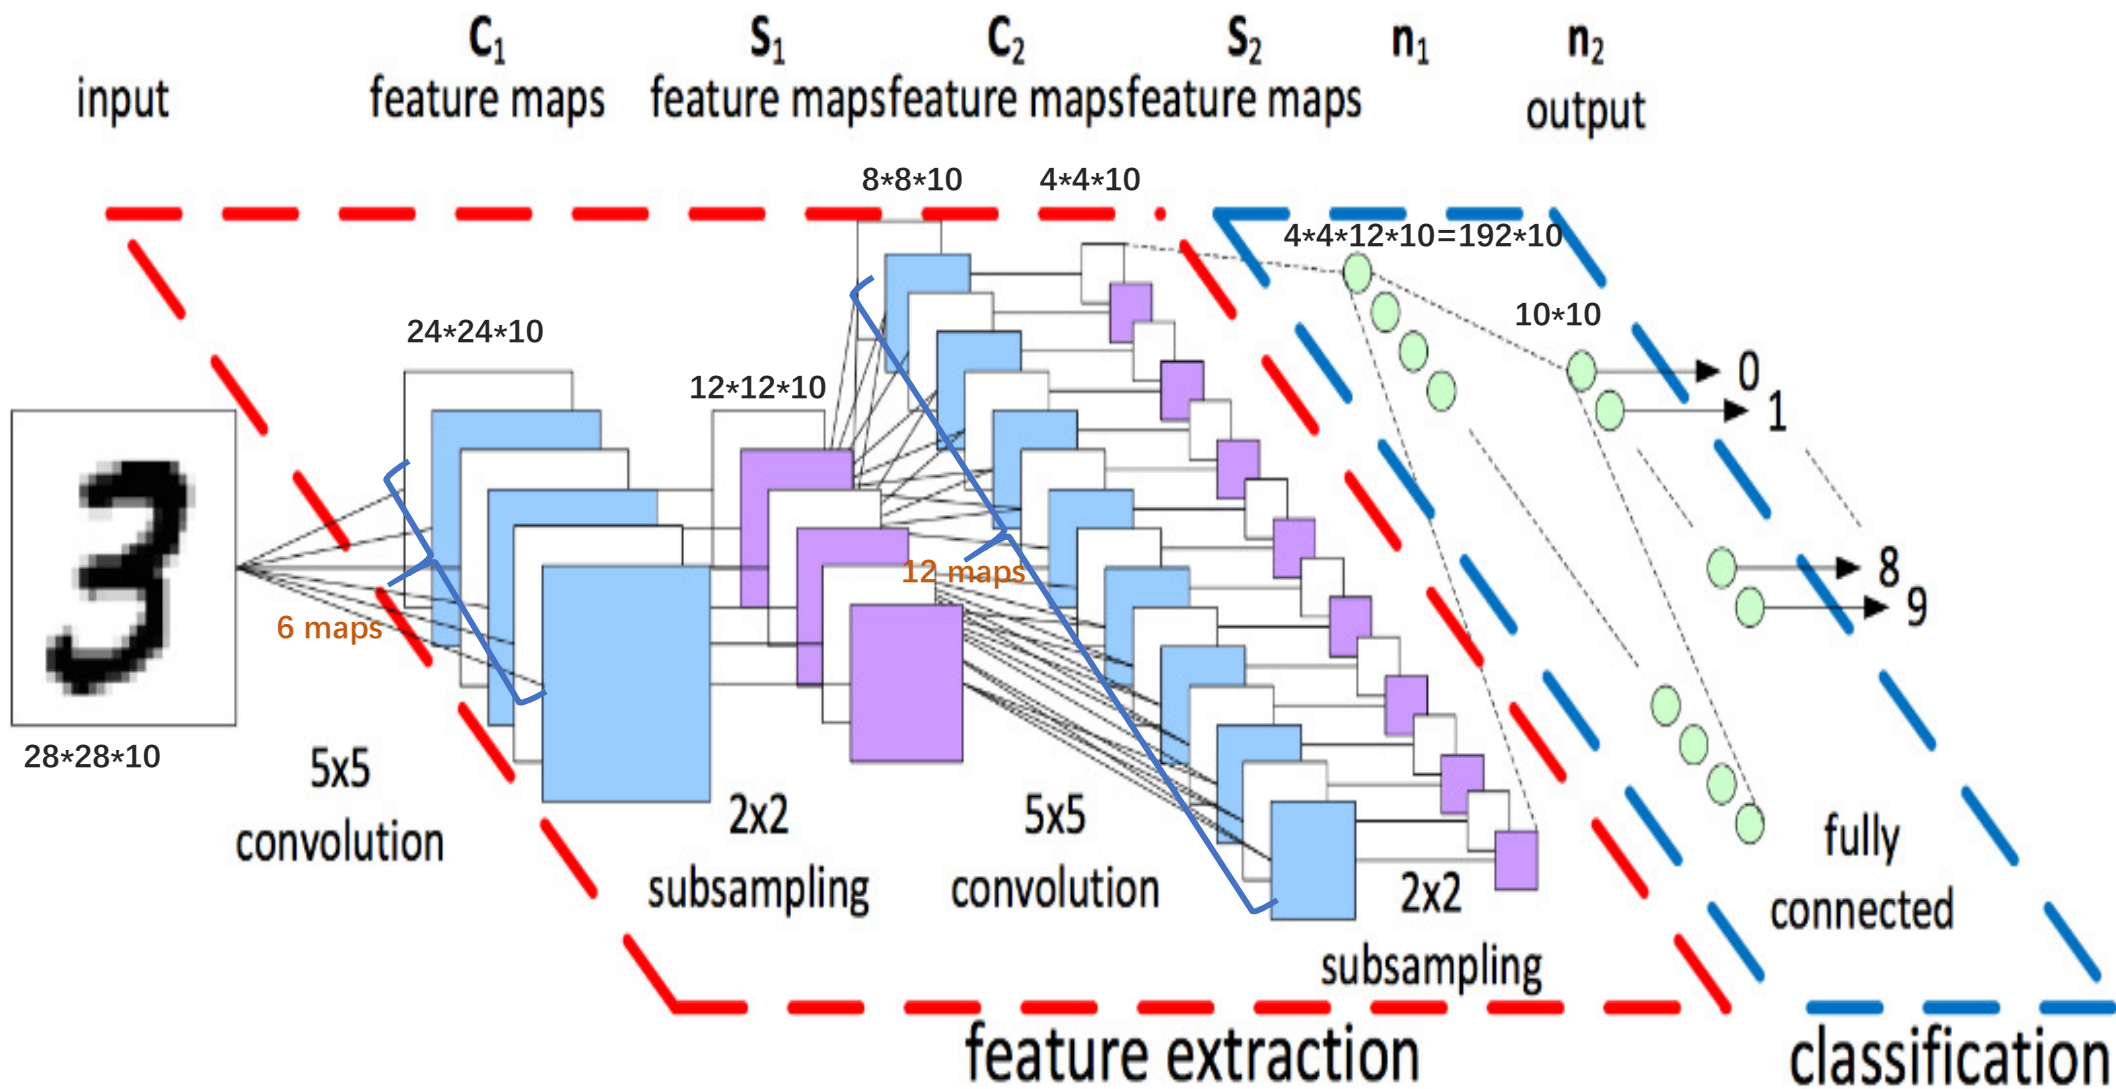 C1
S1
C2
S2
n1
n2
input
feature maps
feature maps
feature maps
feature maps
output
8*8*10
4*4*10
4*4*12*10=192*10
10*10
24*24*10
12*12*10
0
1
8
9
12 maps
6 maps
28*28*10
5x5
convolution
2x2
subsampling
5x5
convolution
2x2
subsampling
fully
connected
feature extraction
classification
3